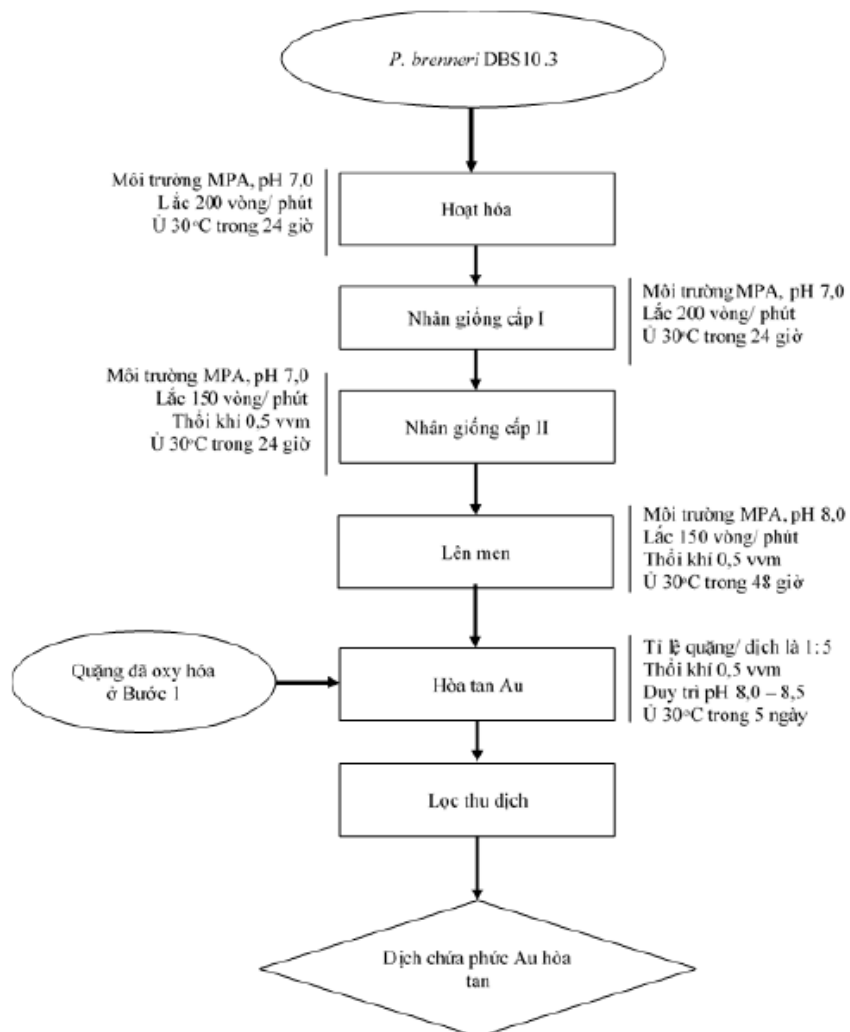 P. brenneri DBS10.3
Môi trường MPA, pH 7,0
Lắc 200 vòng/ phút
Ủ 30°C trong 24 giờ
Hoạt hóa
Nhân giống cấp I
Môi trường MPA, pH 7,0
Lắc 200 vòng/ phút
Ủ 30°C trong 24 giờ
Môi trường MPA, pH 7,0
Lắc 150 vòng/ phút
Thổi khí 0,5 vvm
Ủ 30°C trong 24 giờ
Nhân giống cấp II
Lên men
Môi trường MPA, pH 8,0
Lắc 150 vòng/ phút
Thổi khí 0,5 vvm
Ủ 30°C trong 48 giờ
Quặng đã oxy hóa
ở Bước 1
Hòa tan Au
Tỉ lệ quặng/ dịch là 1:5
Thổi khí 0,5 vvm
Duy trì pH 8,0 – 8,5
Ủ 30°C trong 5 ngày
Lọc thu dịch
Dịch chứa phức Au hòa
tan